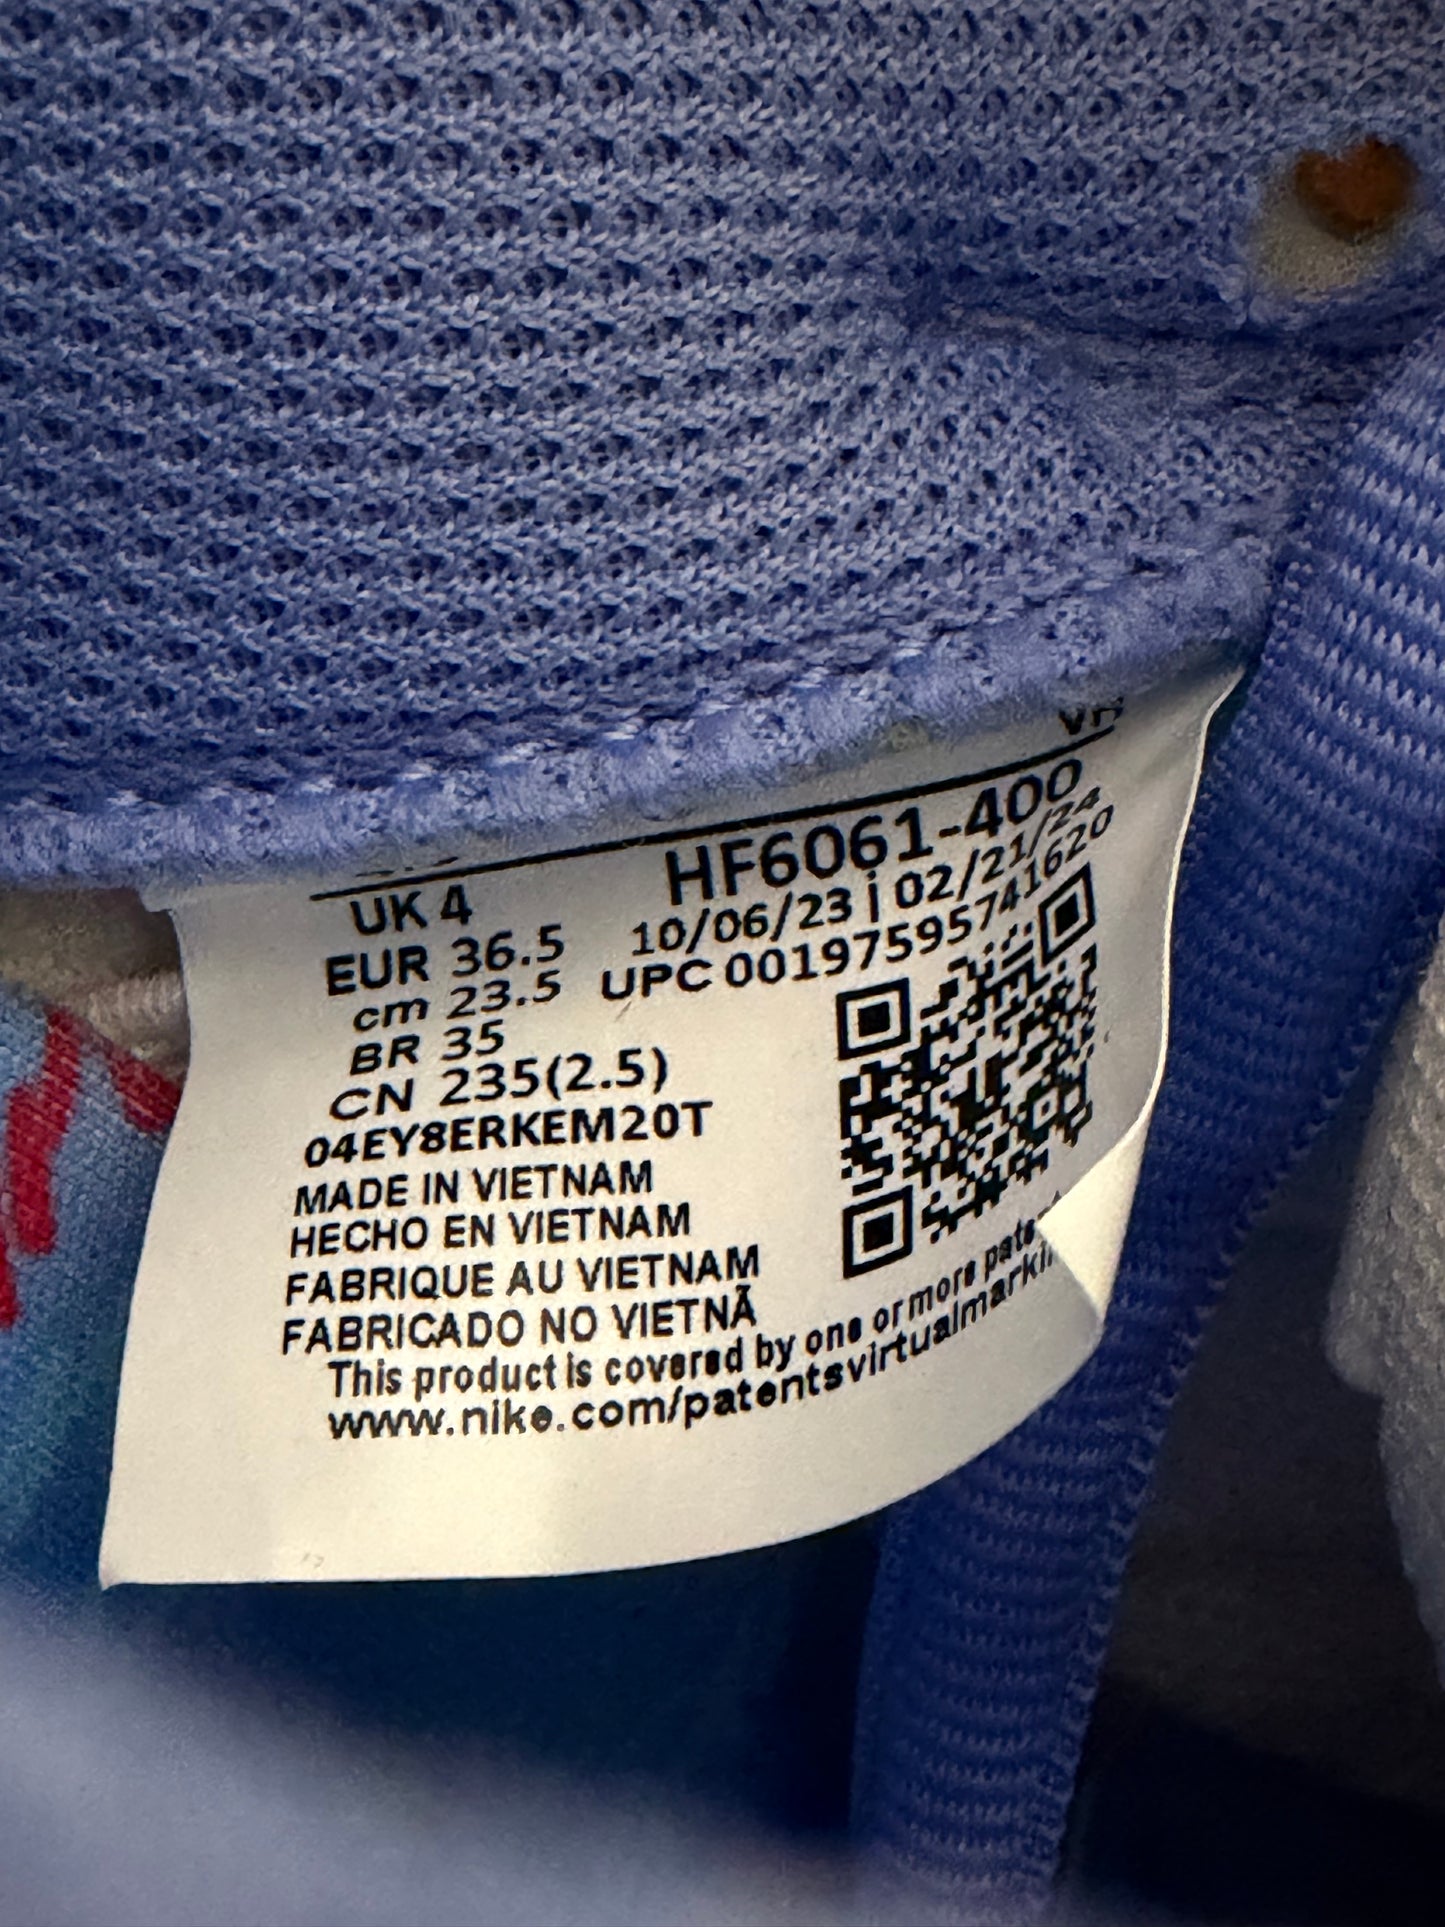 UK 4
HF6061-400
EUR 36.5
10/06/23 | 02/21/24
cm 23.5
UPC 00197595741620
BR 35
CN 235(2.5)
04EY8ERKEM20T
MADE IN VIETNAM
HECHO EN VIETNAM
FABRIQUE AU VIETNAM
FABRICADO NO VIETNÃ
This product is covered by one or more
www.nike.com/patentsvirtualmarki